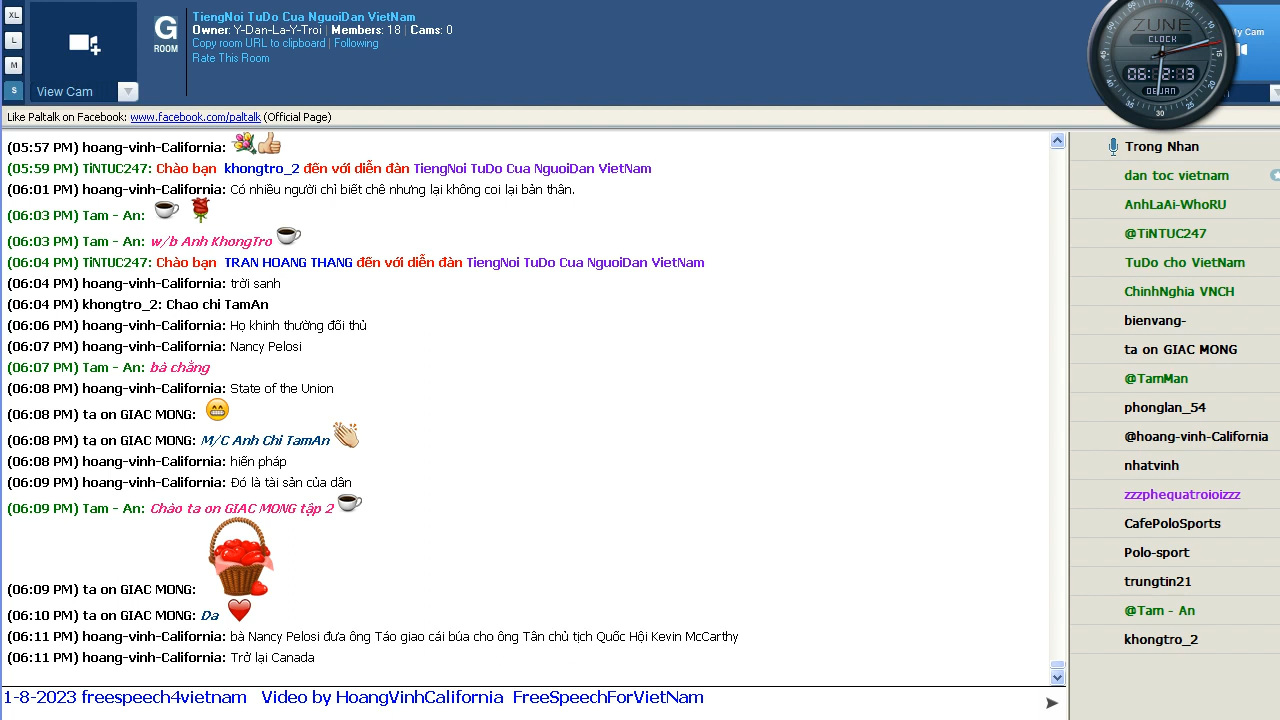 XL
L
M
S
View Cam
G
ROOM
TiengNoi TuDo Cua NguoiDan VietNam
Owner: Y-Dan-La-Y-Troi | Members: 18 | Cams: 0
Copy room URL to clipboard | Following
Rate This Room
ZUNE
CLOCK
06:12:13
08JAN
My Cam
Like Paltalk on Facebook: www.facebook.com/paltalk (Official Page)
(05:57 PM) hoang-vinh-California:
(05:59 PM) TiNTUC247: Chào bạn khongtro_2 đến với diễn đàn TiengNoi TuDo Cua NguoiDan VietNam
(06:01 PM) hoang-vinh-California: Có nhiều người chỉ biết chê nhưng lại không coi lại bản thân.
(06:03 PM) Tam - An:
(06:03 PM) Tam - An: w/b Anh KhongTro
(06:04 PM) TiNTUC247: Chào bạn TRAN HOANG THANG đến với diễn đàn TiengNoi TuDo Cua NguoiDan VietNam
(06:04 PM) hoang-vinh-California: trời sanh
(06:04 PM) khongtro_2: Chao chi TamAn
(06:06 PM) hoang-vinh-California: Họ khinh thường đối thủ
(06:07 PM) hoang-vinh-California: Nancy Pelosi
(06:07 PM) Tam - An: bà chằng
(06:08 PM) hoang-vinh-California: State of the Union
(06:08 PM) ta on GIAC MONG:
(06:08 PM) ta on GIAC MONG: M/C Anh Chi TamAn
(06:08 PM) hoang-vinh-California: hiến pháp
(06:09 PM) hoang-vinh-California: Đó là tài sản của dân
(06:09 PM) Tam - An: Chào ta on GIAC MONG tập 2
(06:09 PM) ta on GIAC MONG:
(06:10 PM) ta on GIAC MONG: Da
(06:11 PM) hoang-vinh-California: bà Nancy Pelosi đưa ông Táo giao cái búa cho ông Tân chủ tịch Quốc Hội Kevin McCarthy
(06:11 PM) hoang-vinh-California: Trở lại Canada
1-8-2023 freespeech4vietnam Video by HoangVinhCalifornia FreeSpeechForVietNam
Trong Nhan
dan toc vietnam
AnhLaAi-WhoRU
@TiNTUC247
TuDo cho VietNam
ChinhNghia VNCH
bienvang-
ta on GIAC MONG
@TamMan
phonglan_54
@hoang-vinh-California
nhatvinh
zzzphequatroioizzz
CafePoloSports
Polo-sport
trungtin21
@Tam - An
khongtro_2